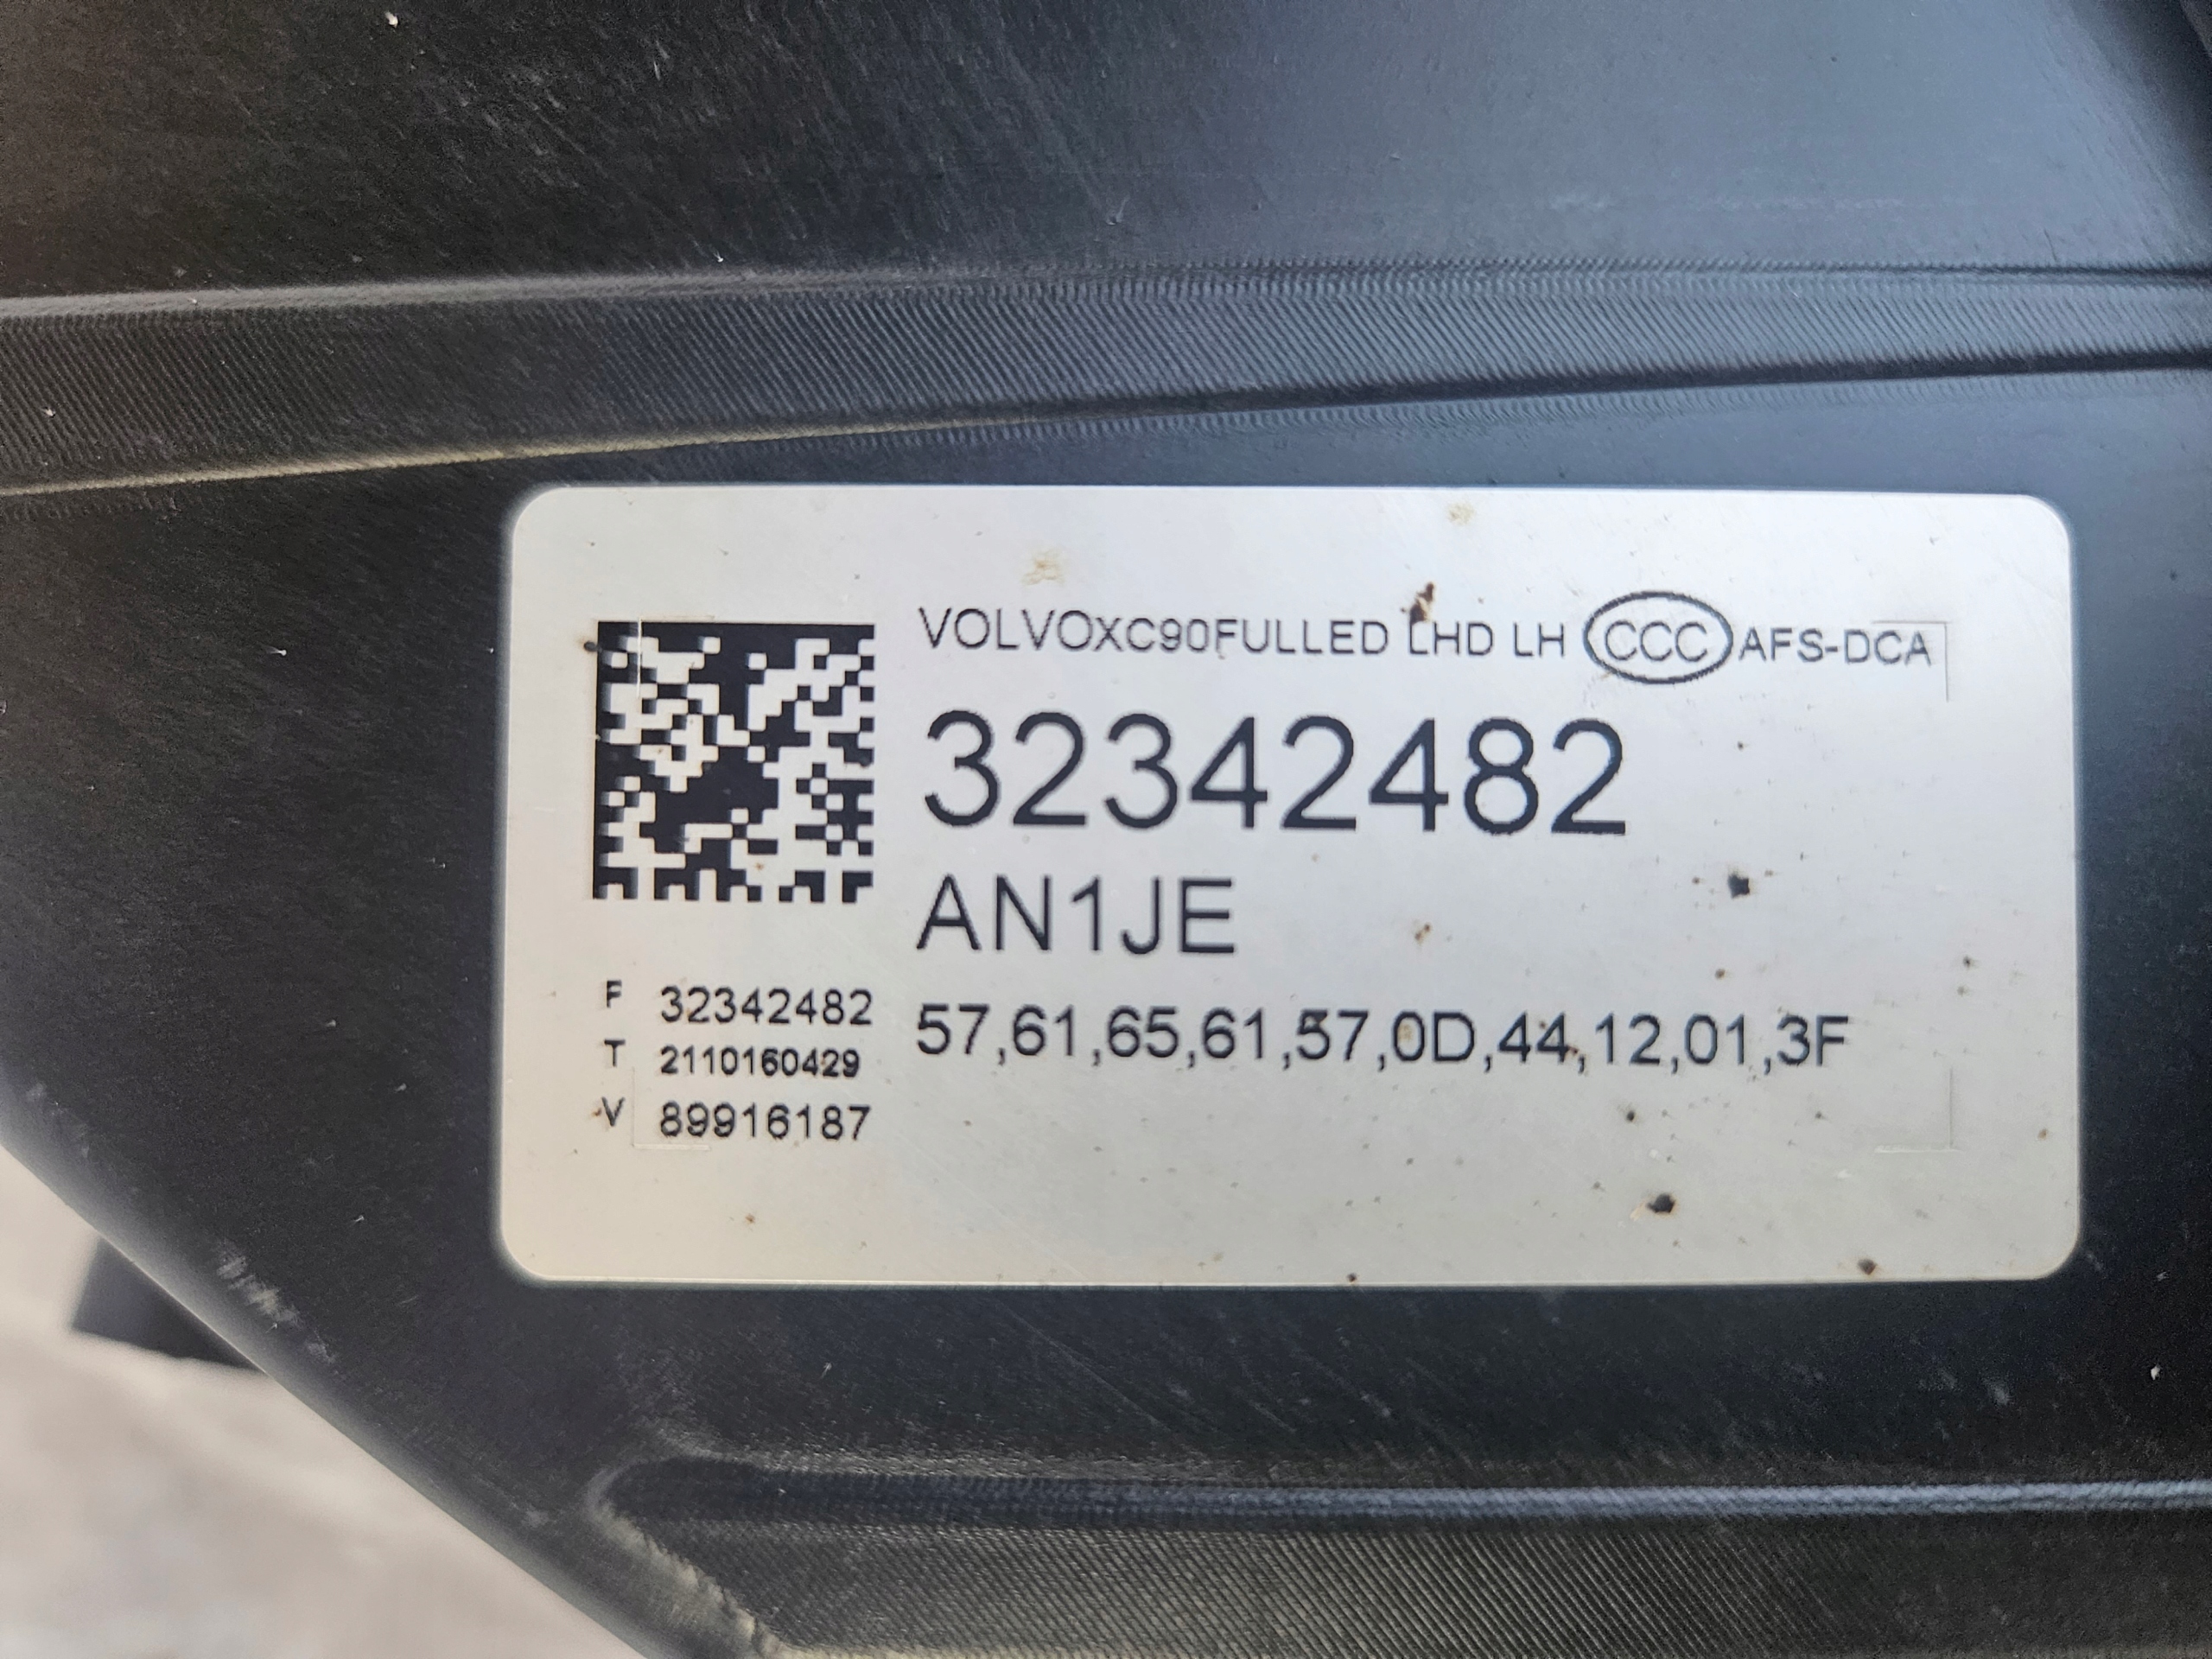 VOLVOXC90FULLED LHD LH CCC AFS-DCA
32342482
AN1JE
57,61,65,61,57,0D,44,12,01,3F
F 32342482
T 2110160429
V 89916187